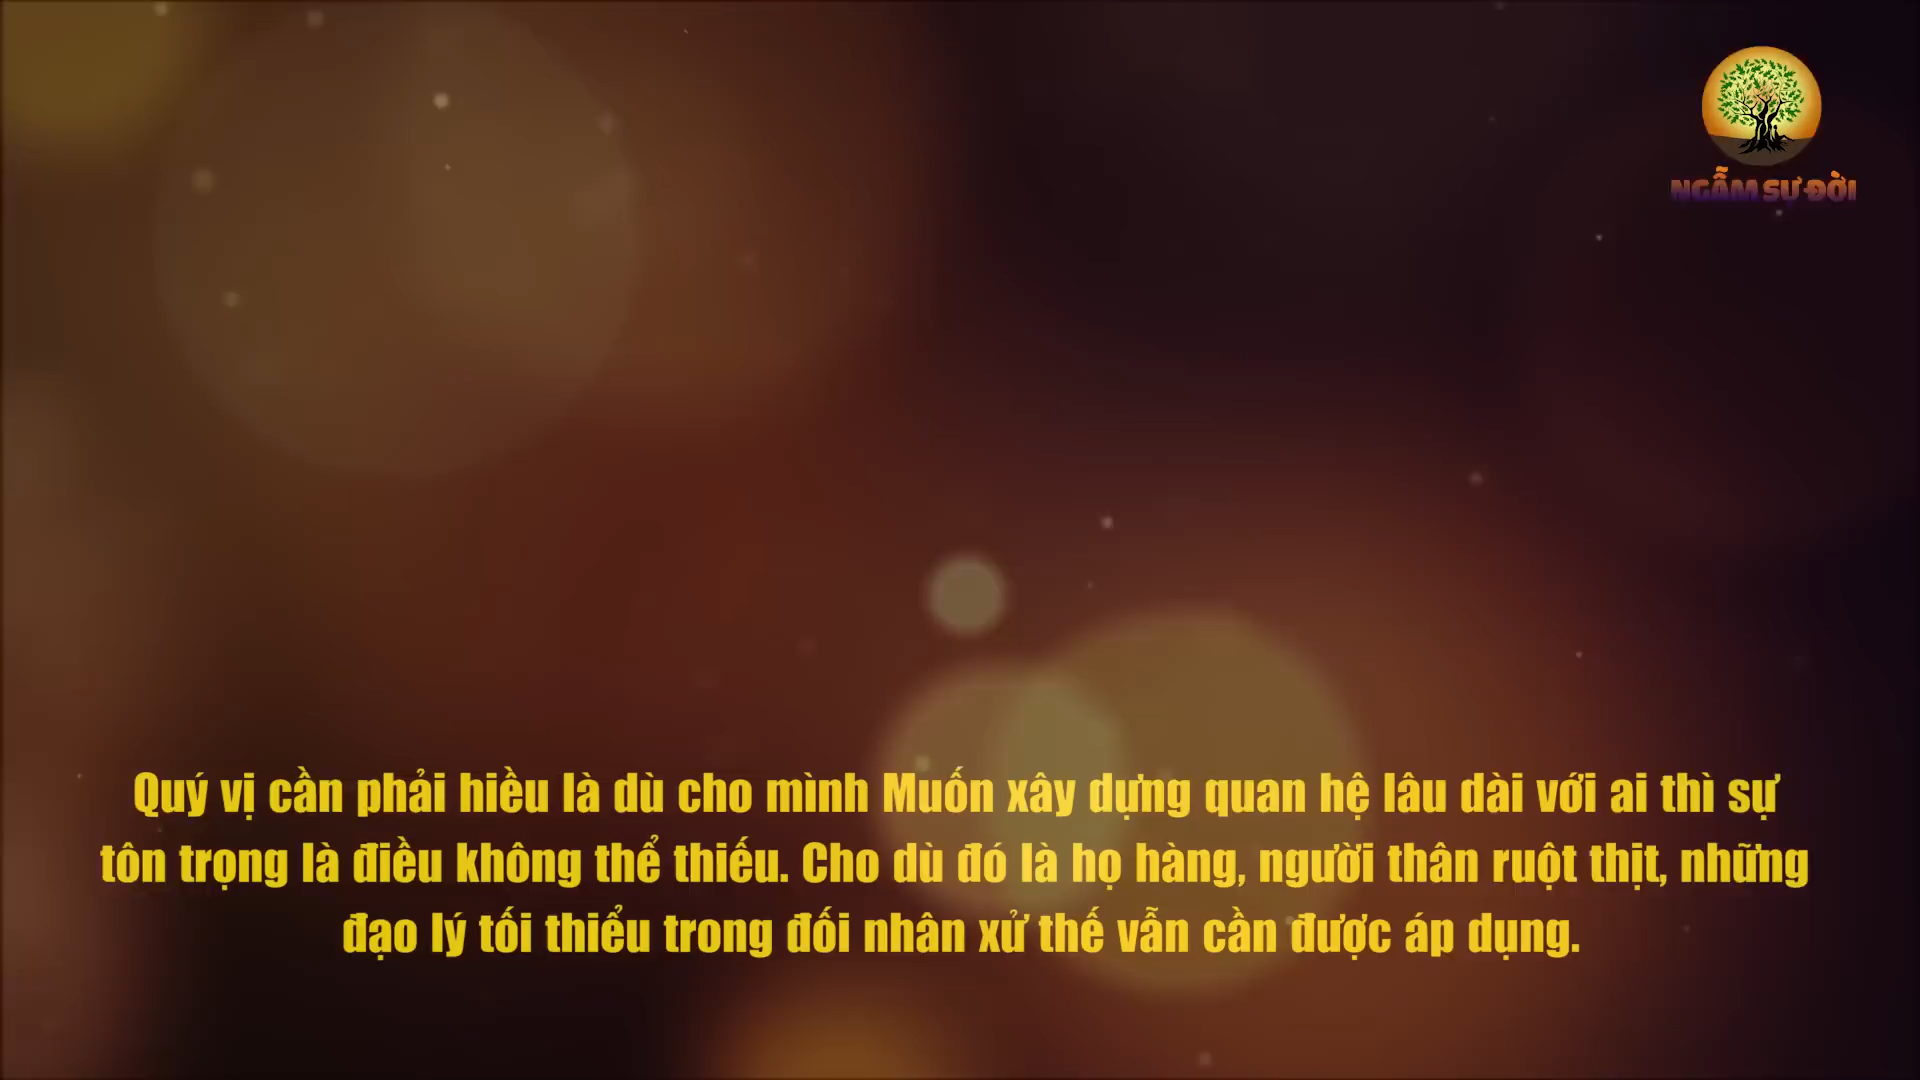 NGẪM SỰ ĐỜI
Quý vị cần phải hiều là dù cho mình Muốn xây dựng quan hệ lâu dài với ai thì sự
tôn trọng là điều không thể thiếu. Cho dù đó là họ hàng, người thân ruột thịt, những
đạo lý tối thiểu trong đối nhân xử thế vẫn cần được áp dụng.